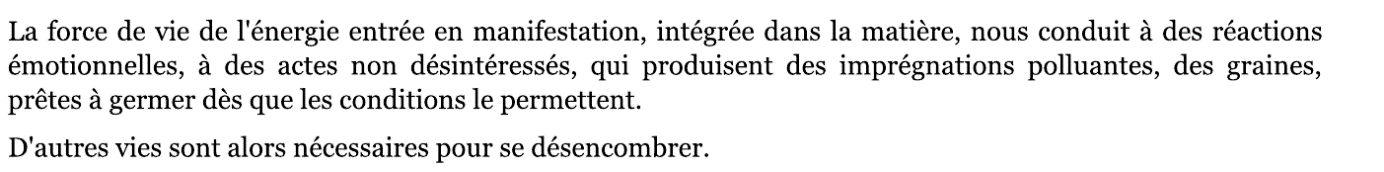 La force de vie de l'énergie entrée en manifestation, intégrée dans la matière, nous conduit à des réactions
émotionnelles, à des actes non désintéressés, qui produisent des imprégnations polluantes, des graines,
prêtes à germer dès que les conditions le permettent.
D'autres vies sont alors nécessaires pour se désencombrer.